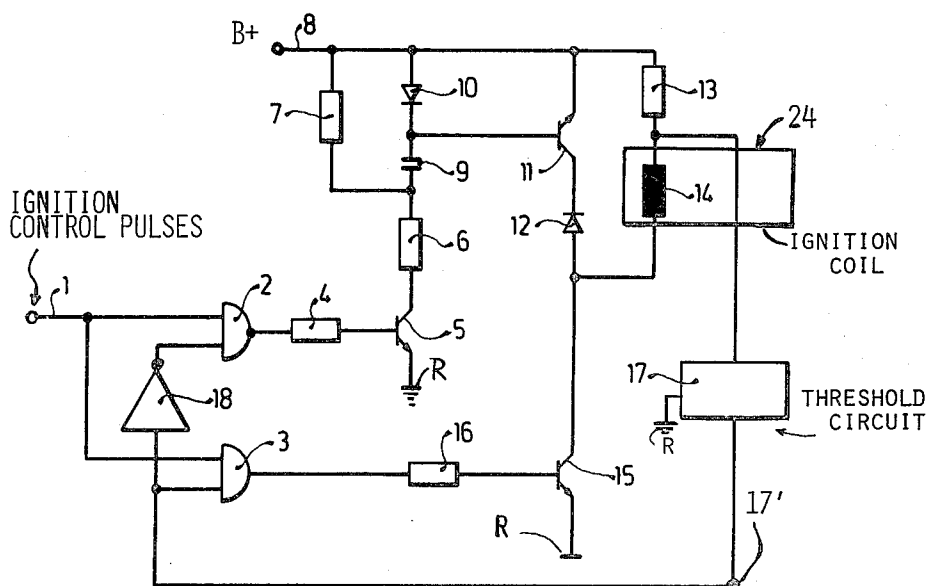 B+
8
10
7
13
24
9
11
14
12
IGNITION
CONTROL PULSES
IGNITION
COIL
6
1
2
4
5
R
18
17
THRESHOLD
CIRCUIT
R
3
16
15
R
17'